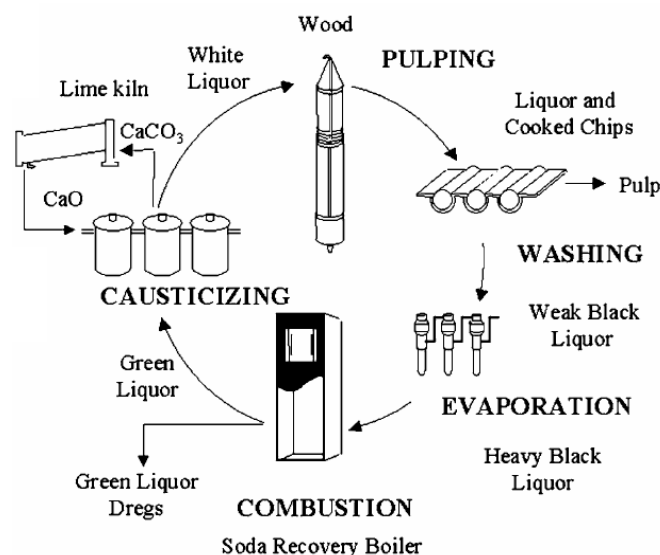 Wood
White
Liquor
PULPING
Lime kiln
CaCO₃
Liquor and
Cooked Chips
CaO
Pulp
WASHING
CAUSTICIZING
Weak Black
Liquor
Green
Liquor
EVAPORATION
Heavy Black
Liquor
Green Liquor
Dregs
COMBUSTION
Soda Recovery Boiler